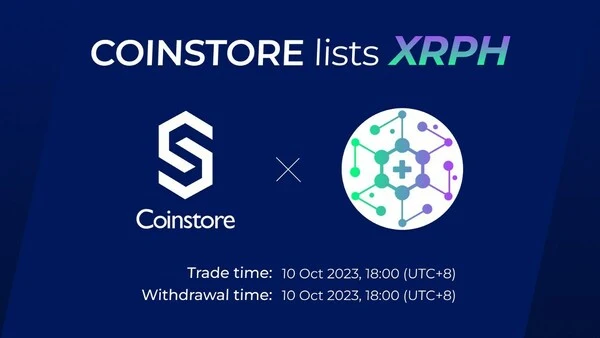 COINSTORE lists XRPH
Coinstore
Trade time: 10 Oct 2023, 18:00 (UTC+8)
Withdrawal time: 10 Oct 2023, 18:00 (UTC+8)